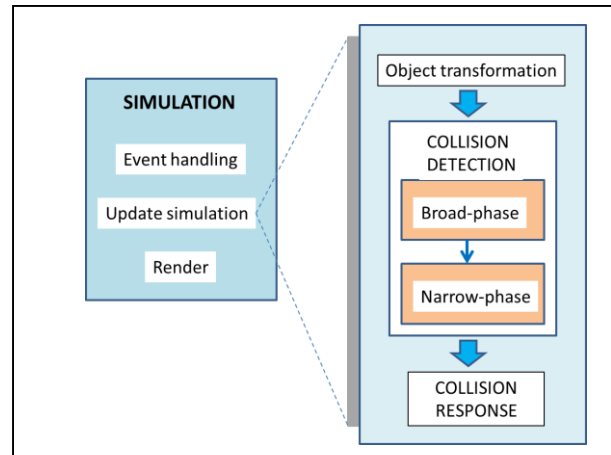 SIMULATION
Event handling
Update simulation
Render
Object transformation
COLLISION
DETECTION
Broad-phase
Narrow-phase
COLLISION
RESPONSE